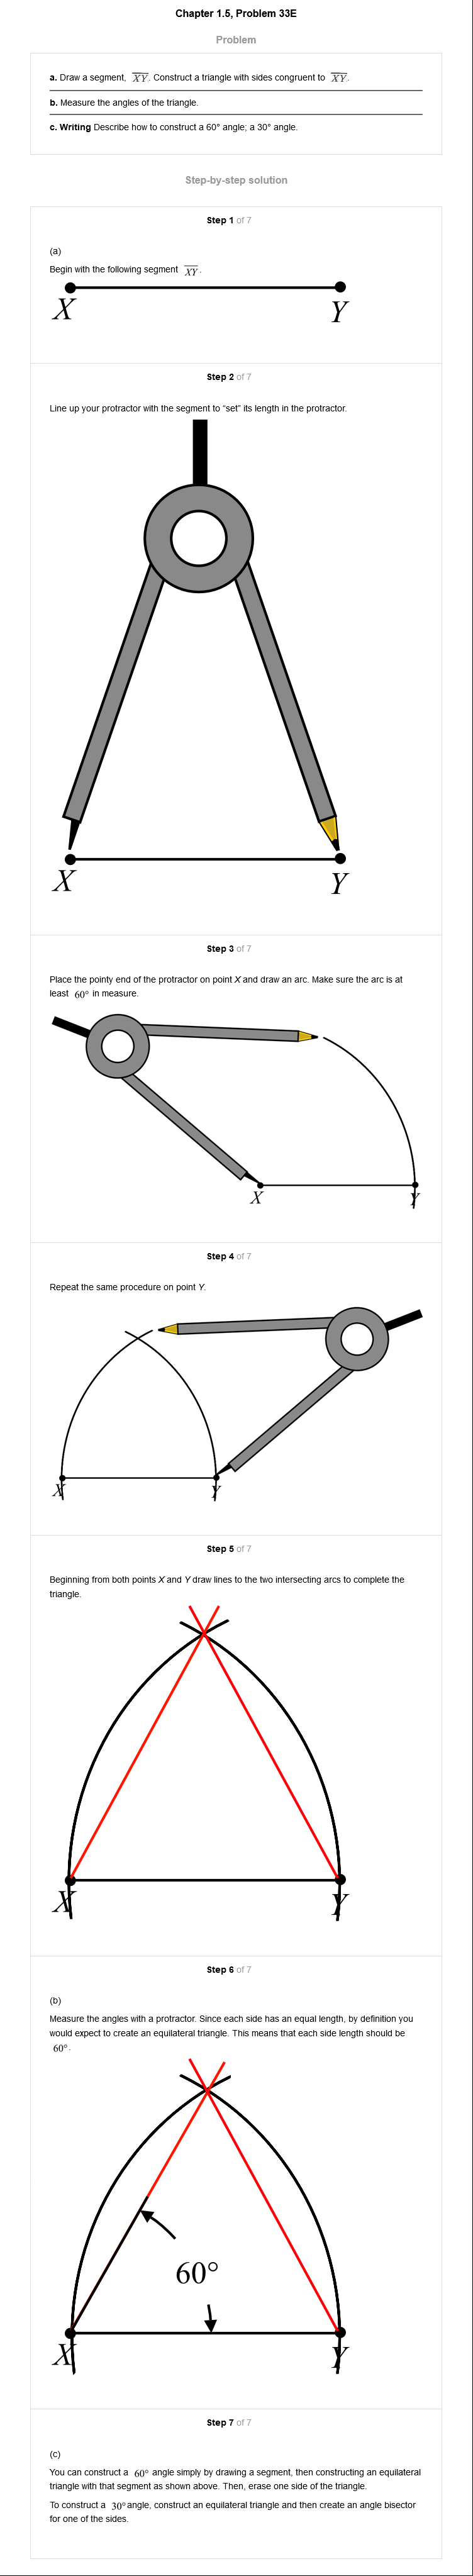 Chapter 1.5, Problem 33E
Problem
a. Draw a segment, XY. Construct a triangle with sides congruent to XY.
b. Measure the angles of the triangle.
c. Writing Describe how to construct a 60° angle; a 30° angle.
Step-by-step solution
Step 1 of 7
(a)
Begin with the following segment XY.
X Y
Step 2 of 7
Line up your protractor with the segment to “set” its length in the protractor.
X Y
Step 3 of 7
Place the pointy end of the protractor on point X and draw an arc. Make sure the arc is at
least 60° in measure.
X Y
Step 4 of 7
Repeat the same procedure on point Y.
X Y
Step 5 of 7
Beginning from both points X and Y draw lines to the two intersecting arcs to complete the
triangle.
X Y
Step 6 of 7
(b)
Measure the angles with a protractor. Since each side has an equal length, by definition you
would expect to create an equilateral triangle. This means that each side length should be
60°.
60°
X Y
Step 7 of 7
(c)
You can construct a 60° angle simply by drawing a segment, then constructing an equilateral
triangle with that segment as shown above. Then, erase one side of the triangle.
To construct a 30° angle, construct an equilateral triangle and then create an angle bisector
for one of the sides.